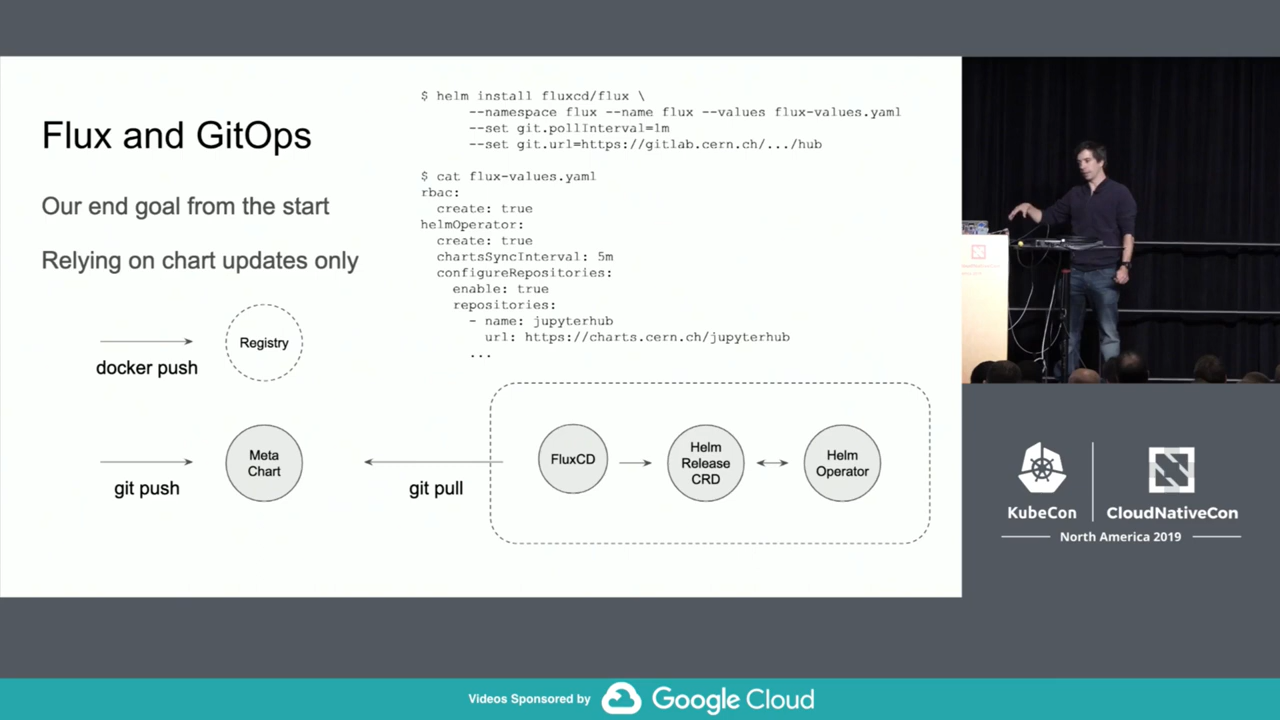 Flux and GitOps
Our end goal from the start
Relying on chart updates only
$ helm install fluxcd/flux \
--namespace flux --name flux --values flux-values.yaml
--set git.pollInterval=1m
--set git.url=https://gitlab.cern.ch/.../hub
$ cat flux-values.yaml
rbac:
create: true
helmOperator:
create: true
chartsSyncInterval: 5m
configureRepositories:
enable: true
repositories:
- name: jupyterhub
url: https://charts.cern.ch/jupyterhub
...
docker push
Registry
git push
Meta
Chart
git pull
FluxCD
Helm
Release
CRD
Helm
Operator
KubeCon
CloudNativeCon
North America 2019
Videos Sponsored by
Google Cloud